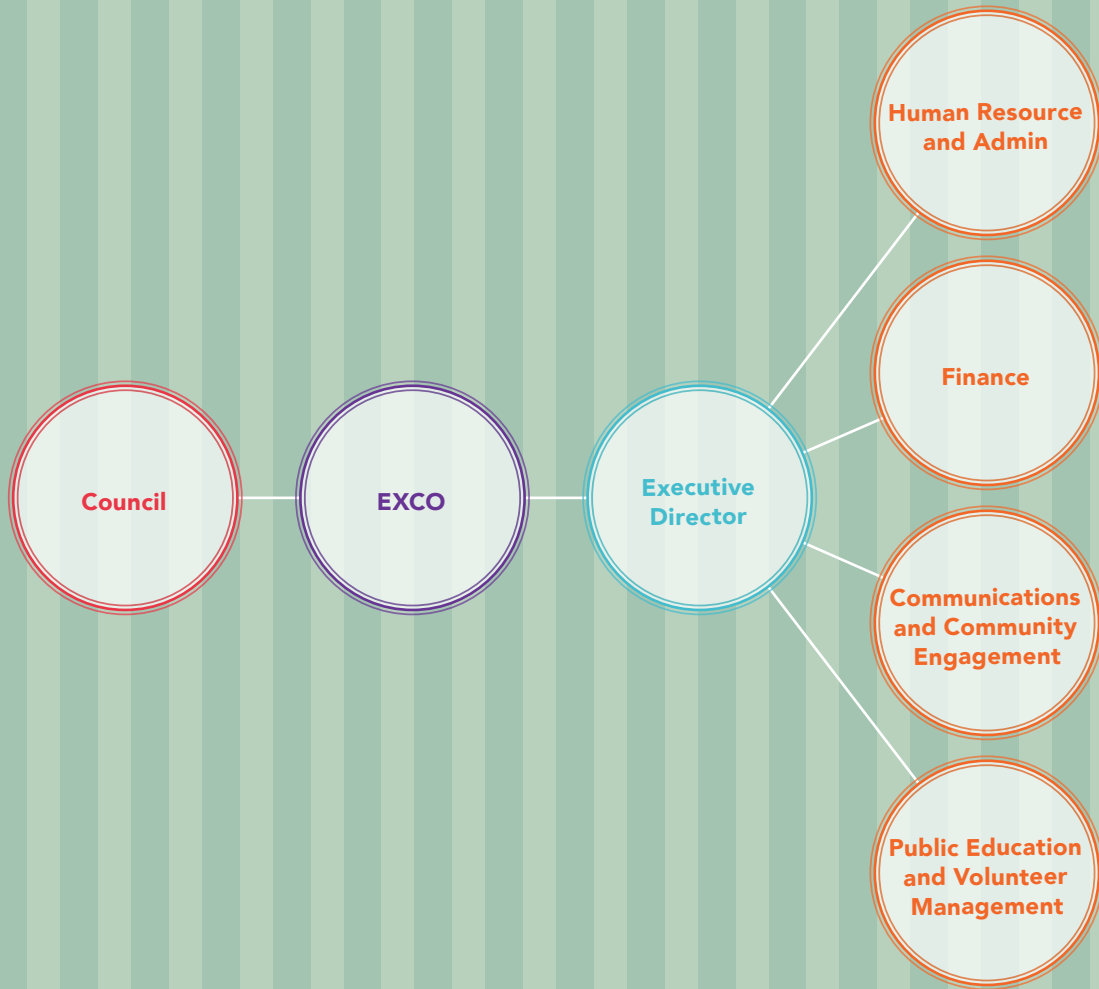 Council
EXCO
Executive
Director
Human Resource
and Admin
Finance
Communications
and Community
Engagement
Public Education
and Volunteer
Management